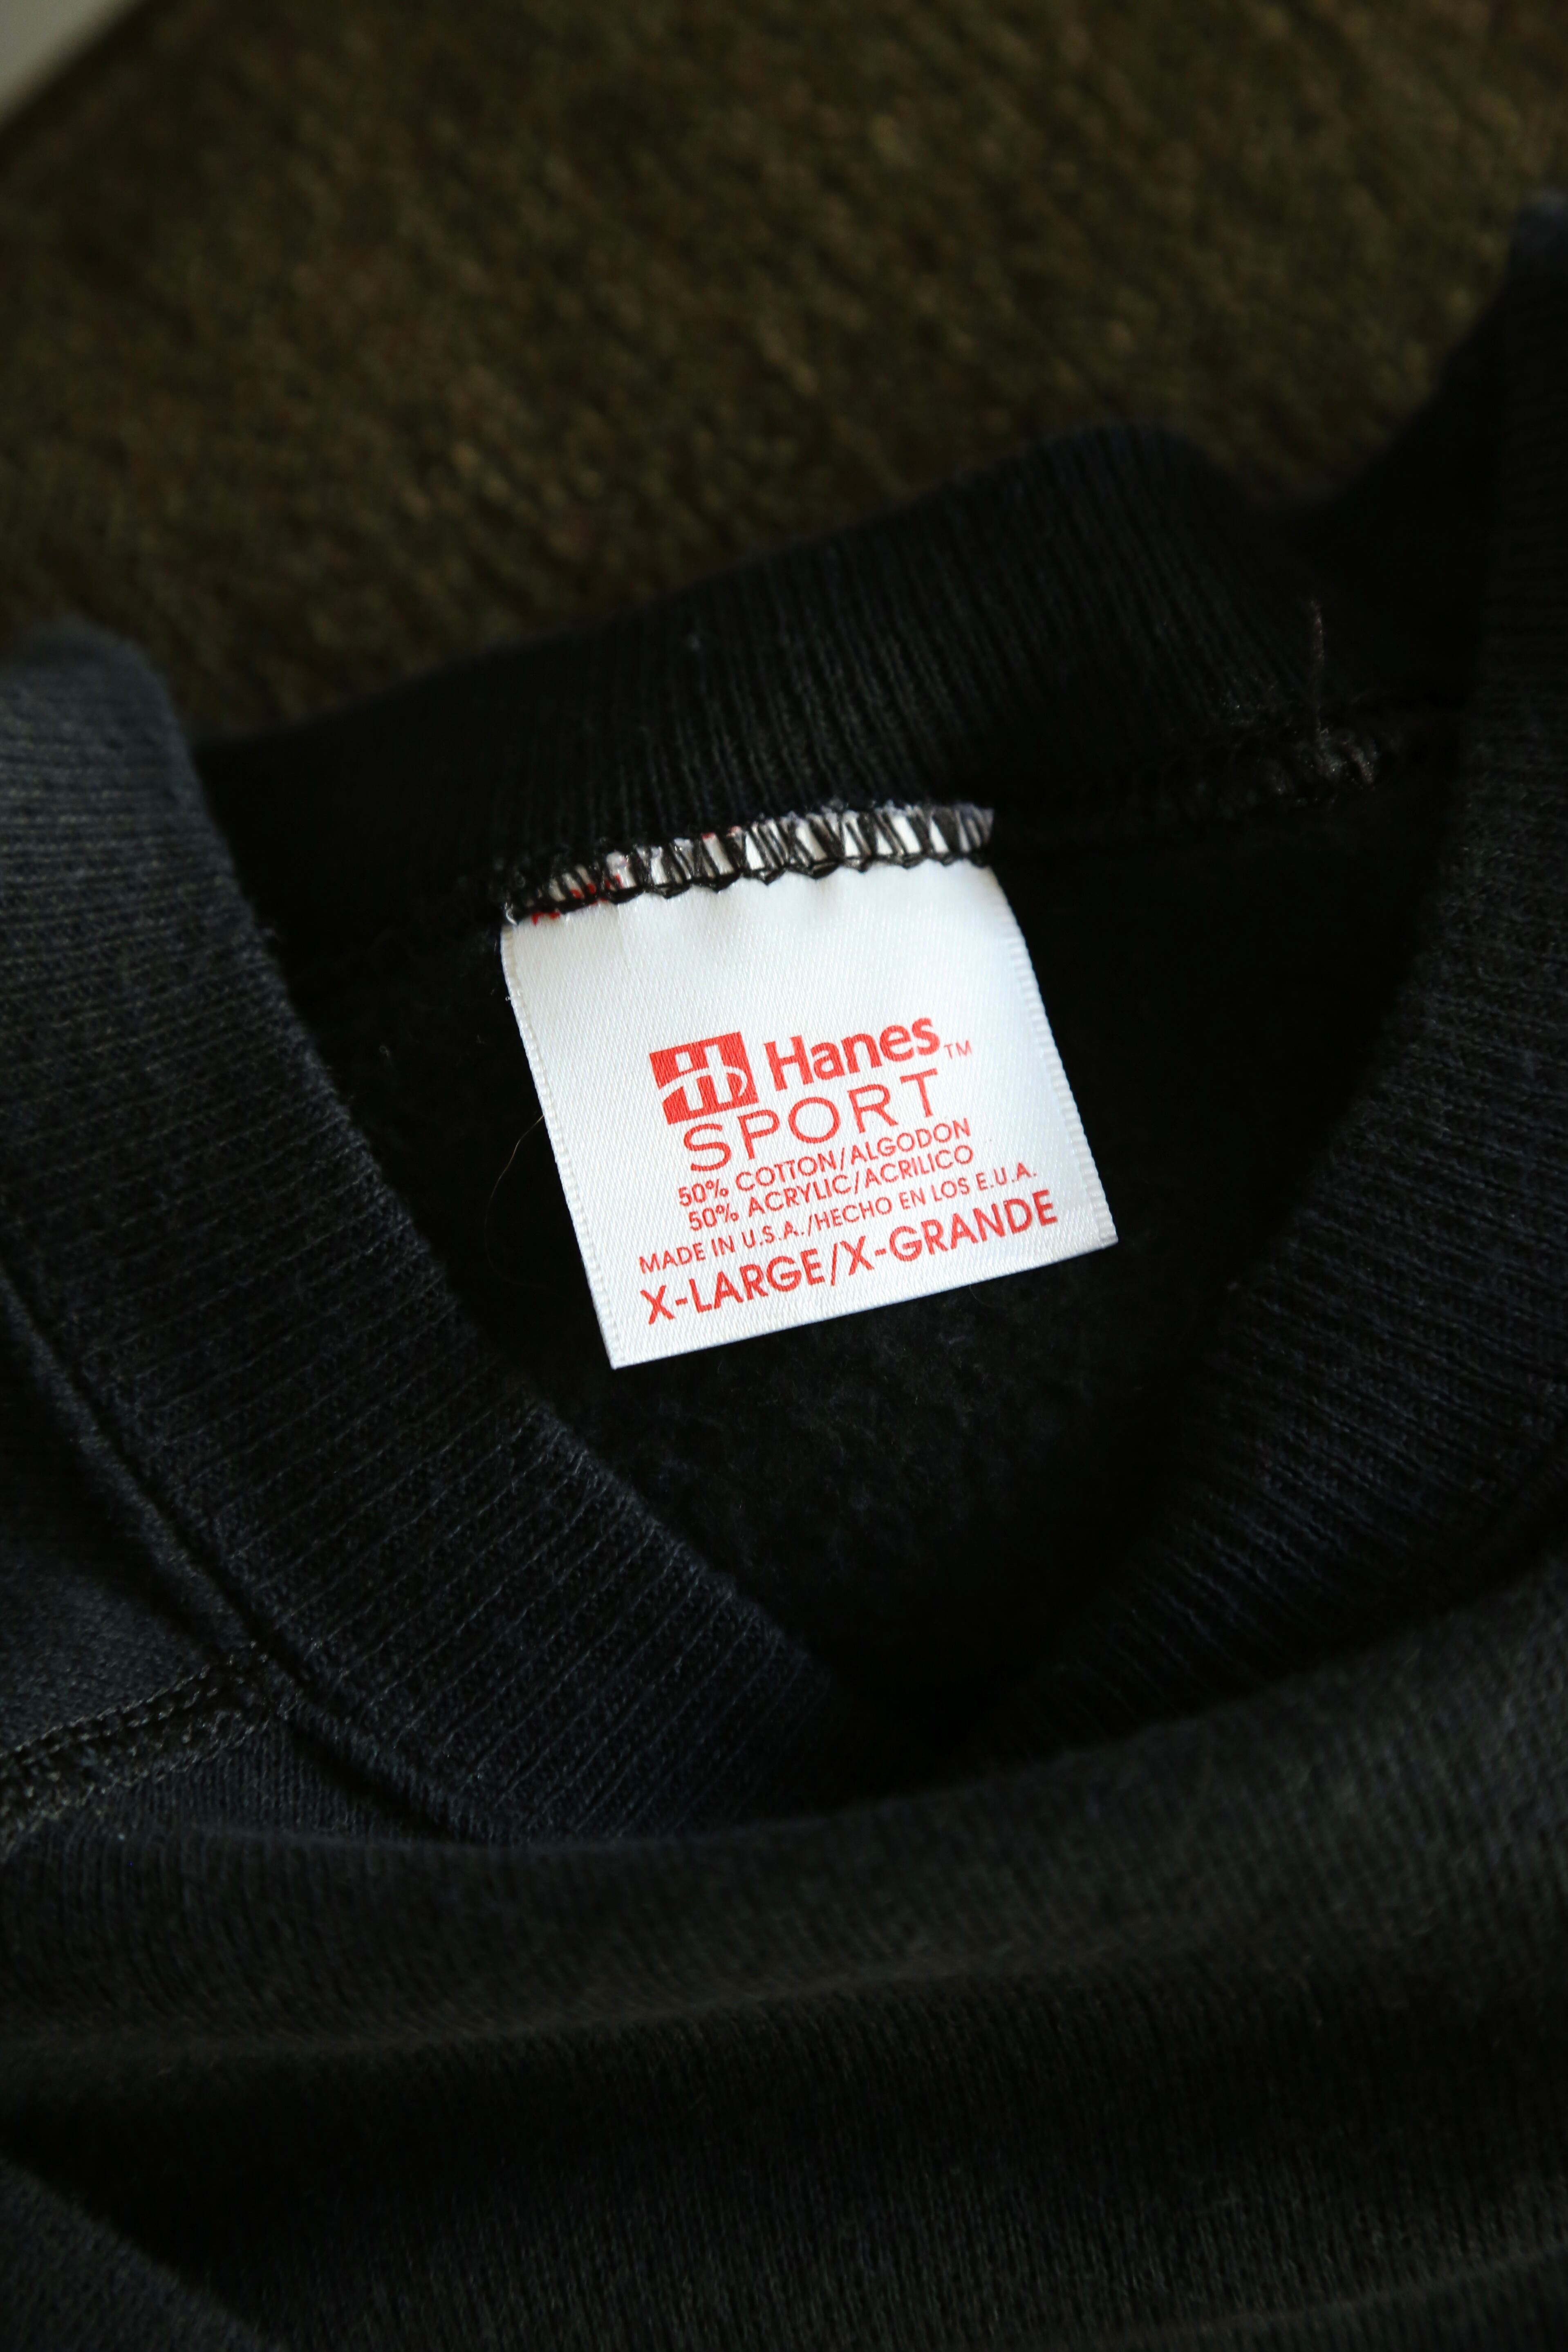 Hanes™
SPORT
50% COTTON/ALGODON
50% ACRYLIC/ACRILICO
MADE IN U.S.A./HECHO EN LOS E.U.A.
X-LARGE/X-GRANDE